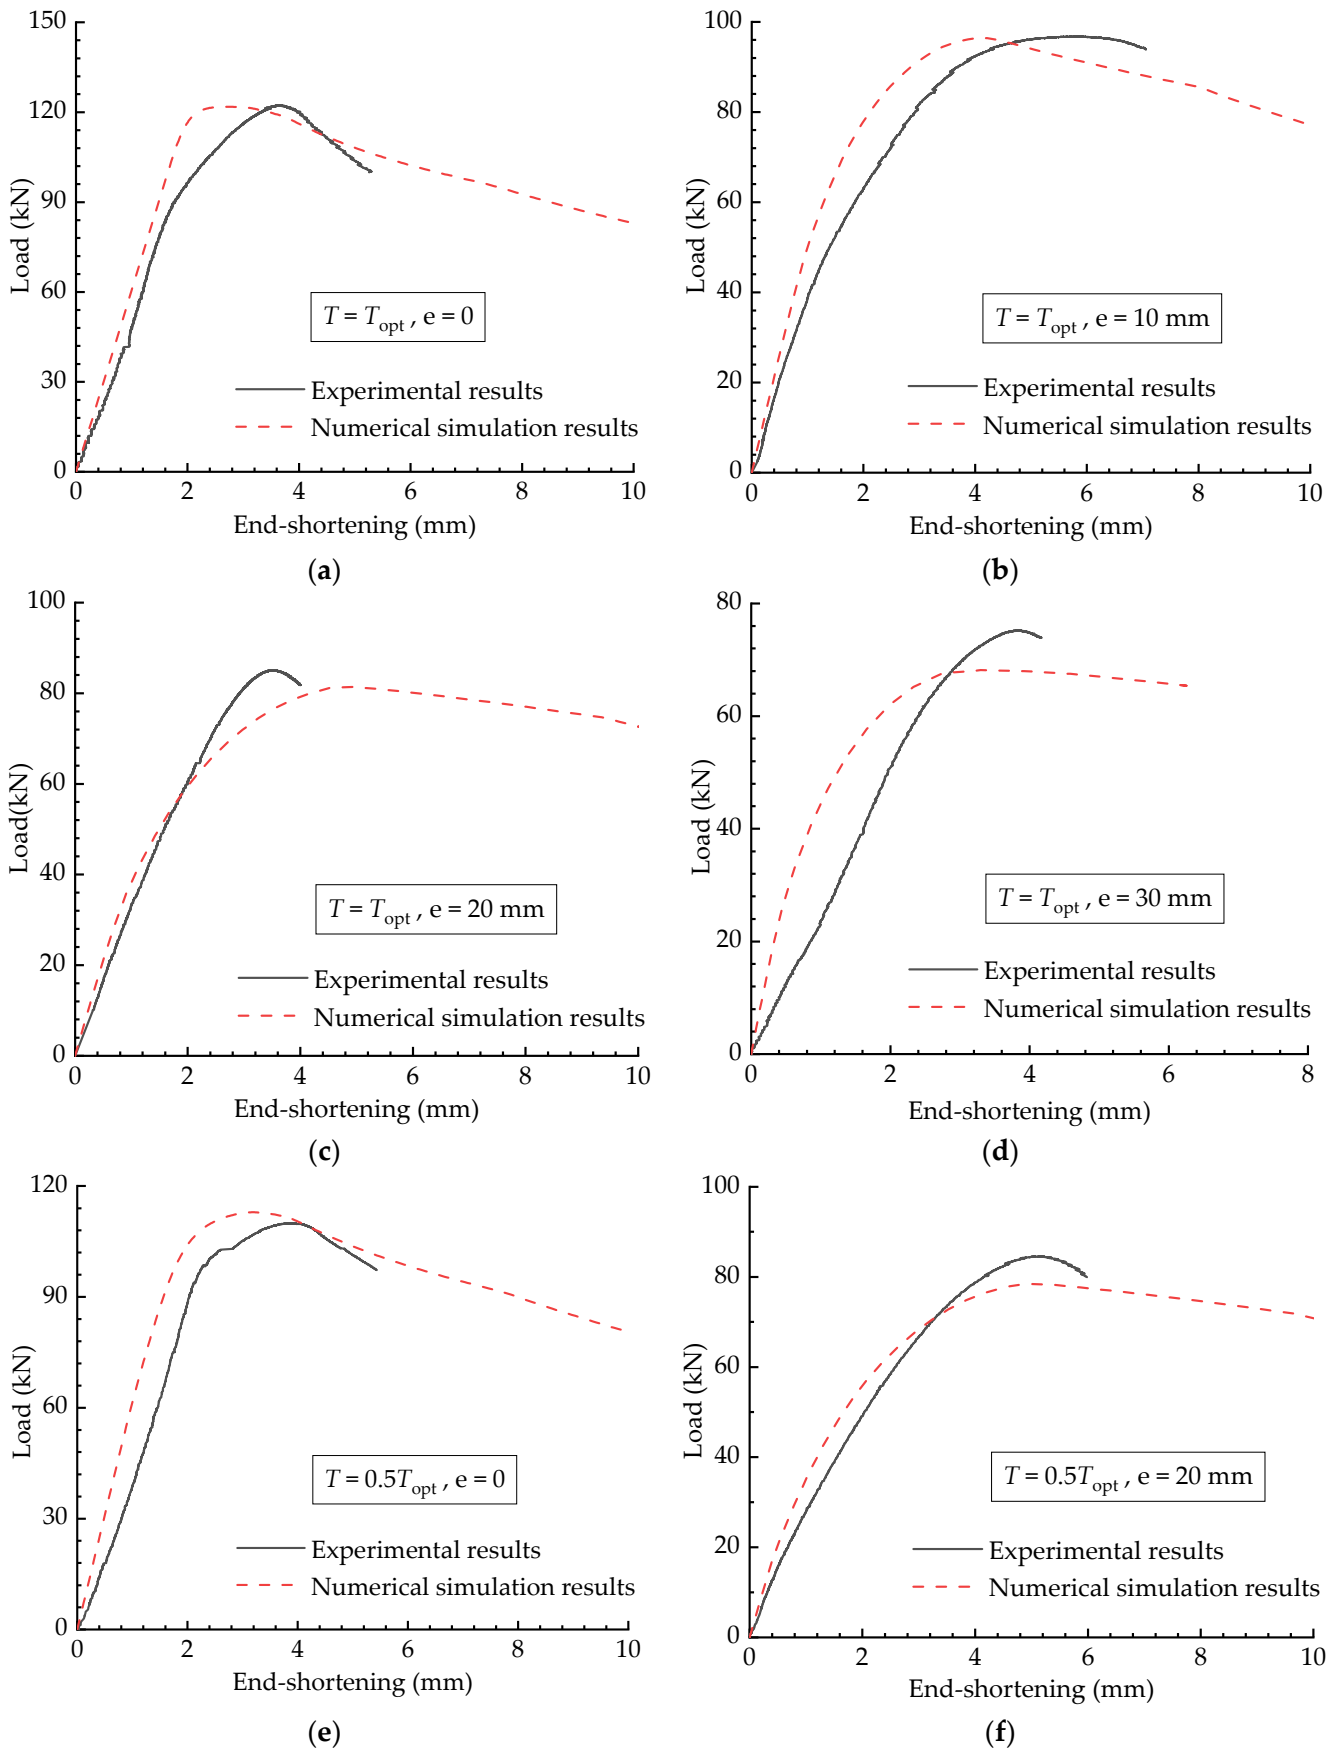 150
120
90
60
30
0
Load (kN)
T = Topt , e = 0
Experimental results
Numerical simulation results
0 2 4 6 8 10
End-shortening (mm)
(a)
100
80
60
40
20
0
Load (kN)
T = Topt , e = 10 mm
Experimental results
Numerical simulation results
0 2 4 6 8 10
End-shortening (mm)
(b)
100
80
60
40
20
0
Load(kN)
T = Topt , e = 20 mm
Experimental results
Numerical simulation results
0 2 4 6 8 10
End-shortening (mm)
(c)
80
60
40
20
0
Load (kN)
T = Topt , e = 30 mm
Experimental results
Numerical simulation results
0 2 4 6 8
End-shortening (mm)
(d)
120
90
60
30
0
Load (kN)
T = 0.5Topt , e = 0
Experimental results
Numerical simulation results
0 2 4 6 8 10
End-shortening (mm)
(e)
100
80
60
40
20
0
Load (kN)
T = 0.5Topt , e = 20 mm
Experimental results
Numerical simulation results
0 2 4 6 8 10
End-shortening (mm)
(f)